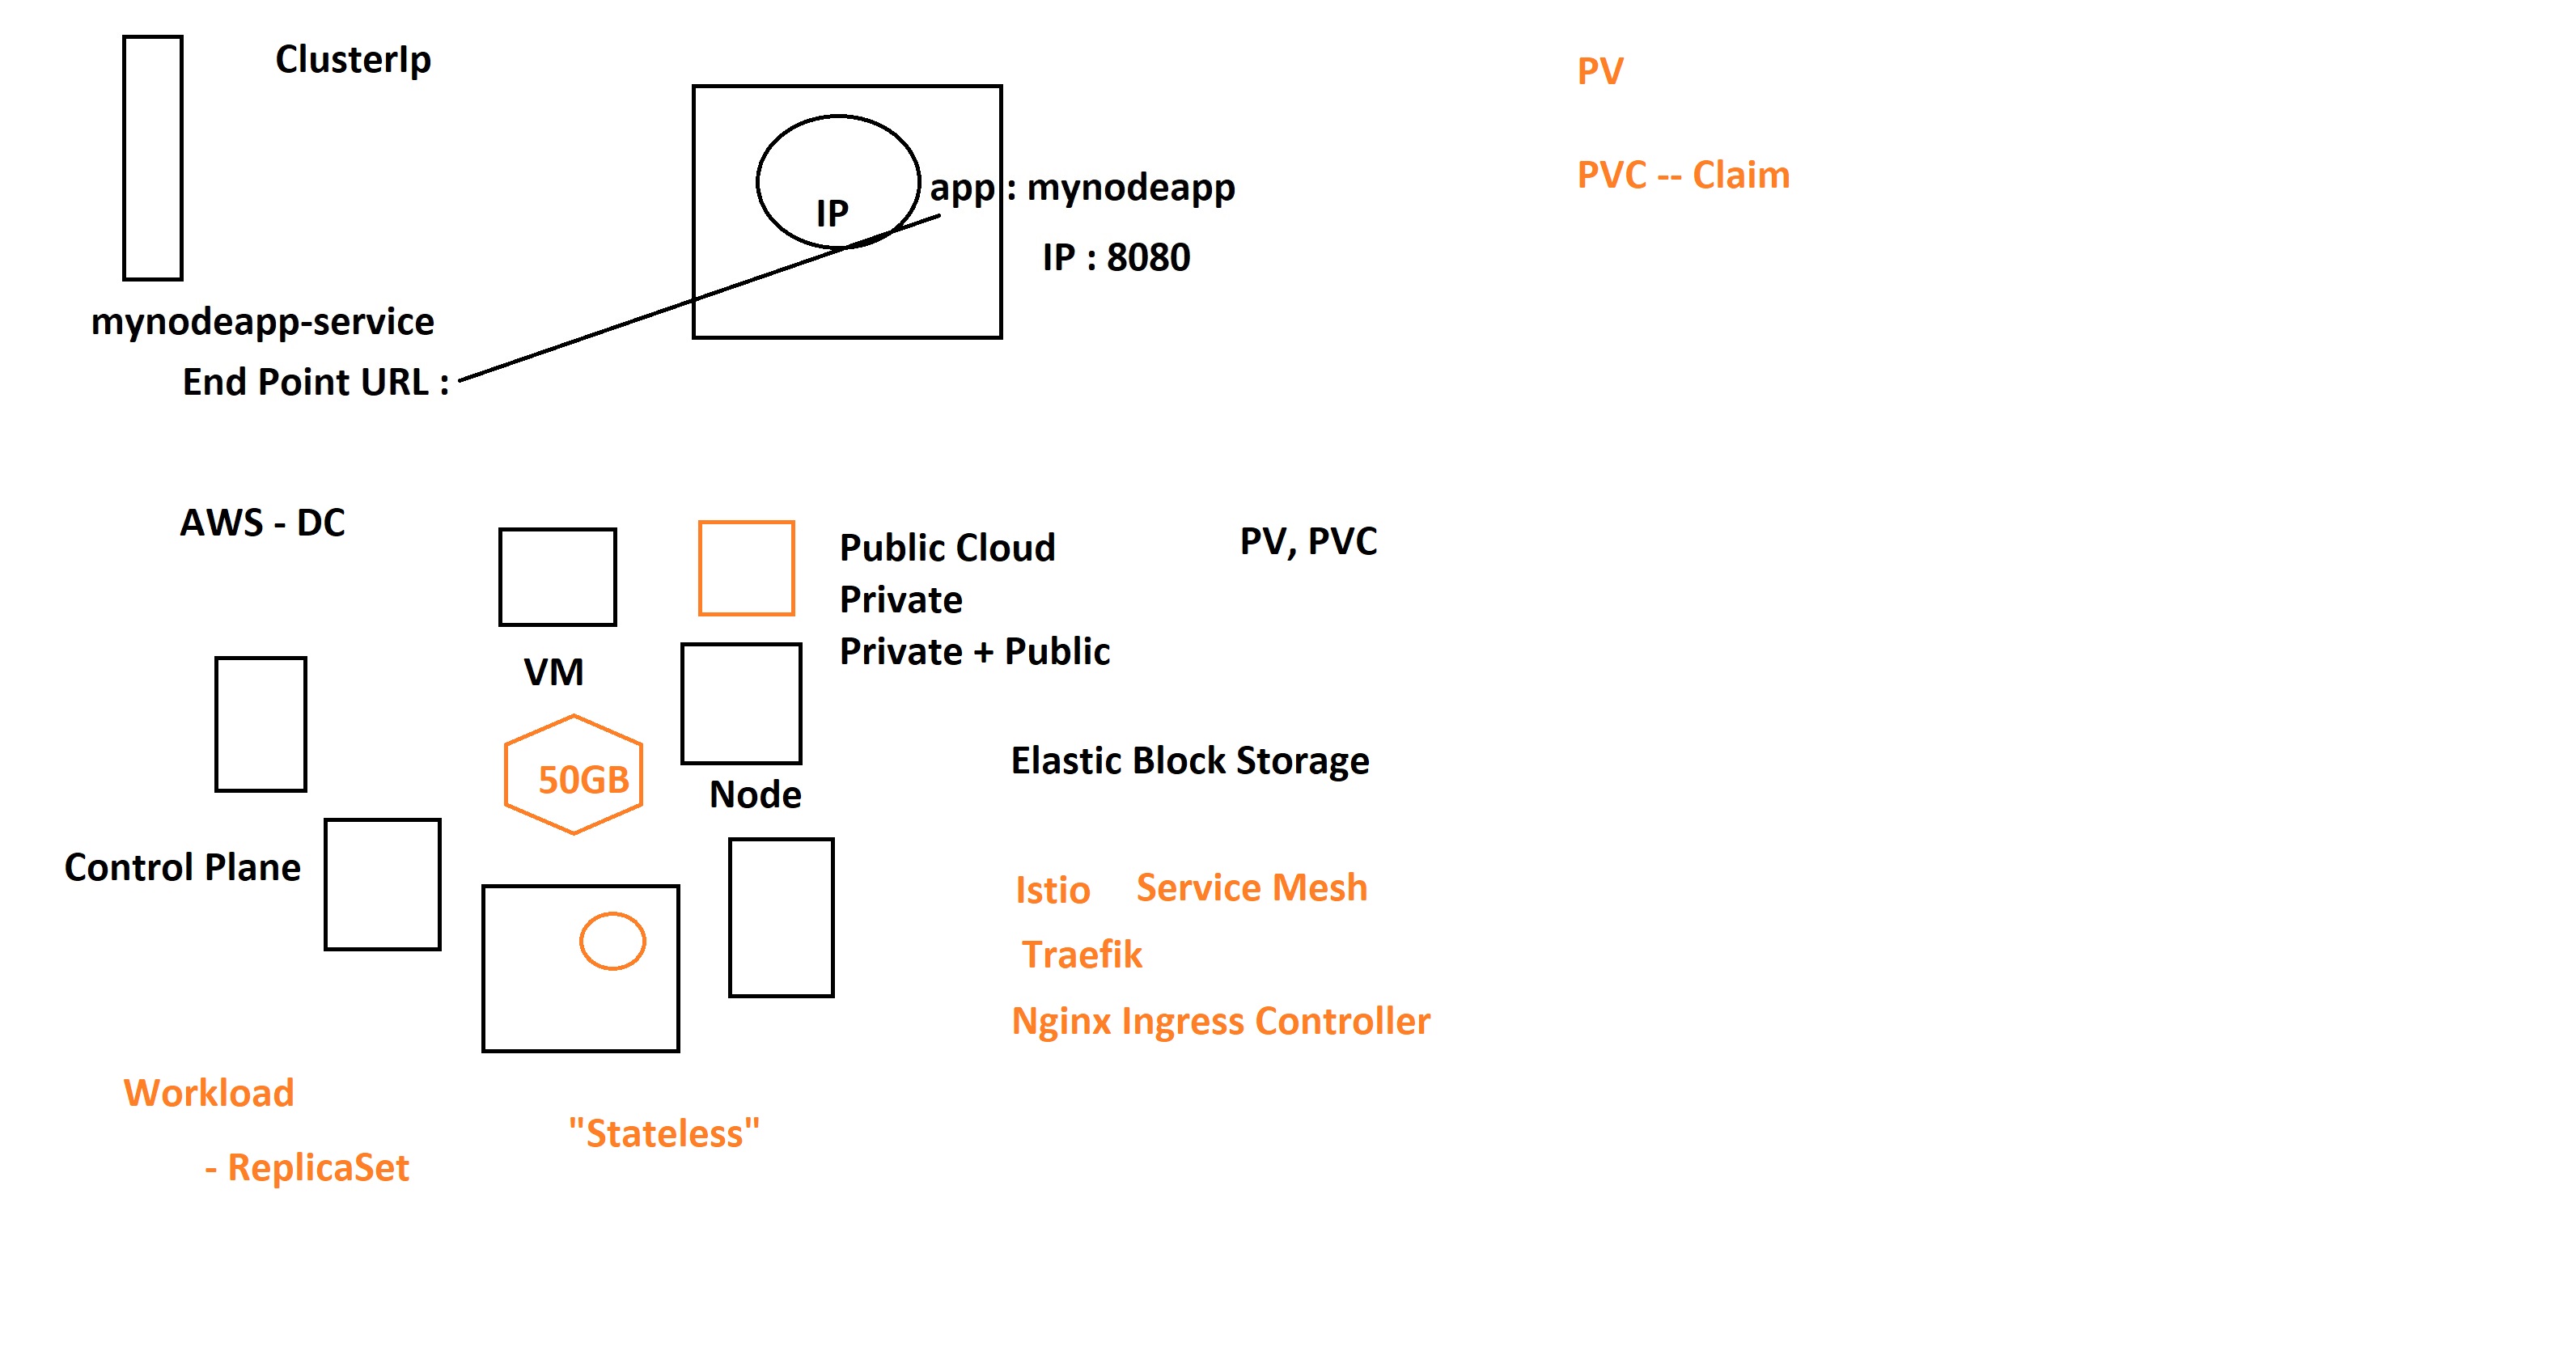 ClusterIp
PV
PVC -- Claim
IP
app : mynodeapp
IP : 8080
mynodeapp-service
End Point URL :
AWS - DC
Public Cloud
Private
Private + Public
PV, PVC
VM
50GB
Node
Elastic Block Storage
Control Plane
Istio
Service Mesh
Traefik
Nginx Ingress Controller
Workload
- ReplicaSet
"Stateless"